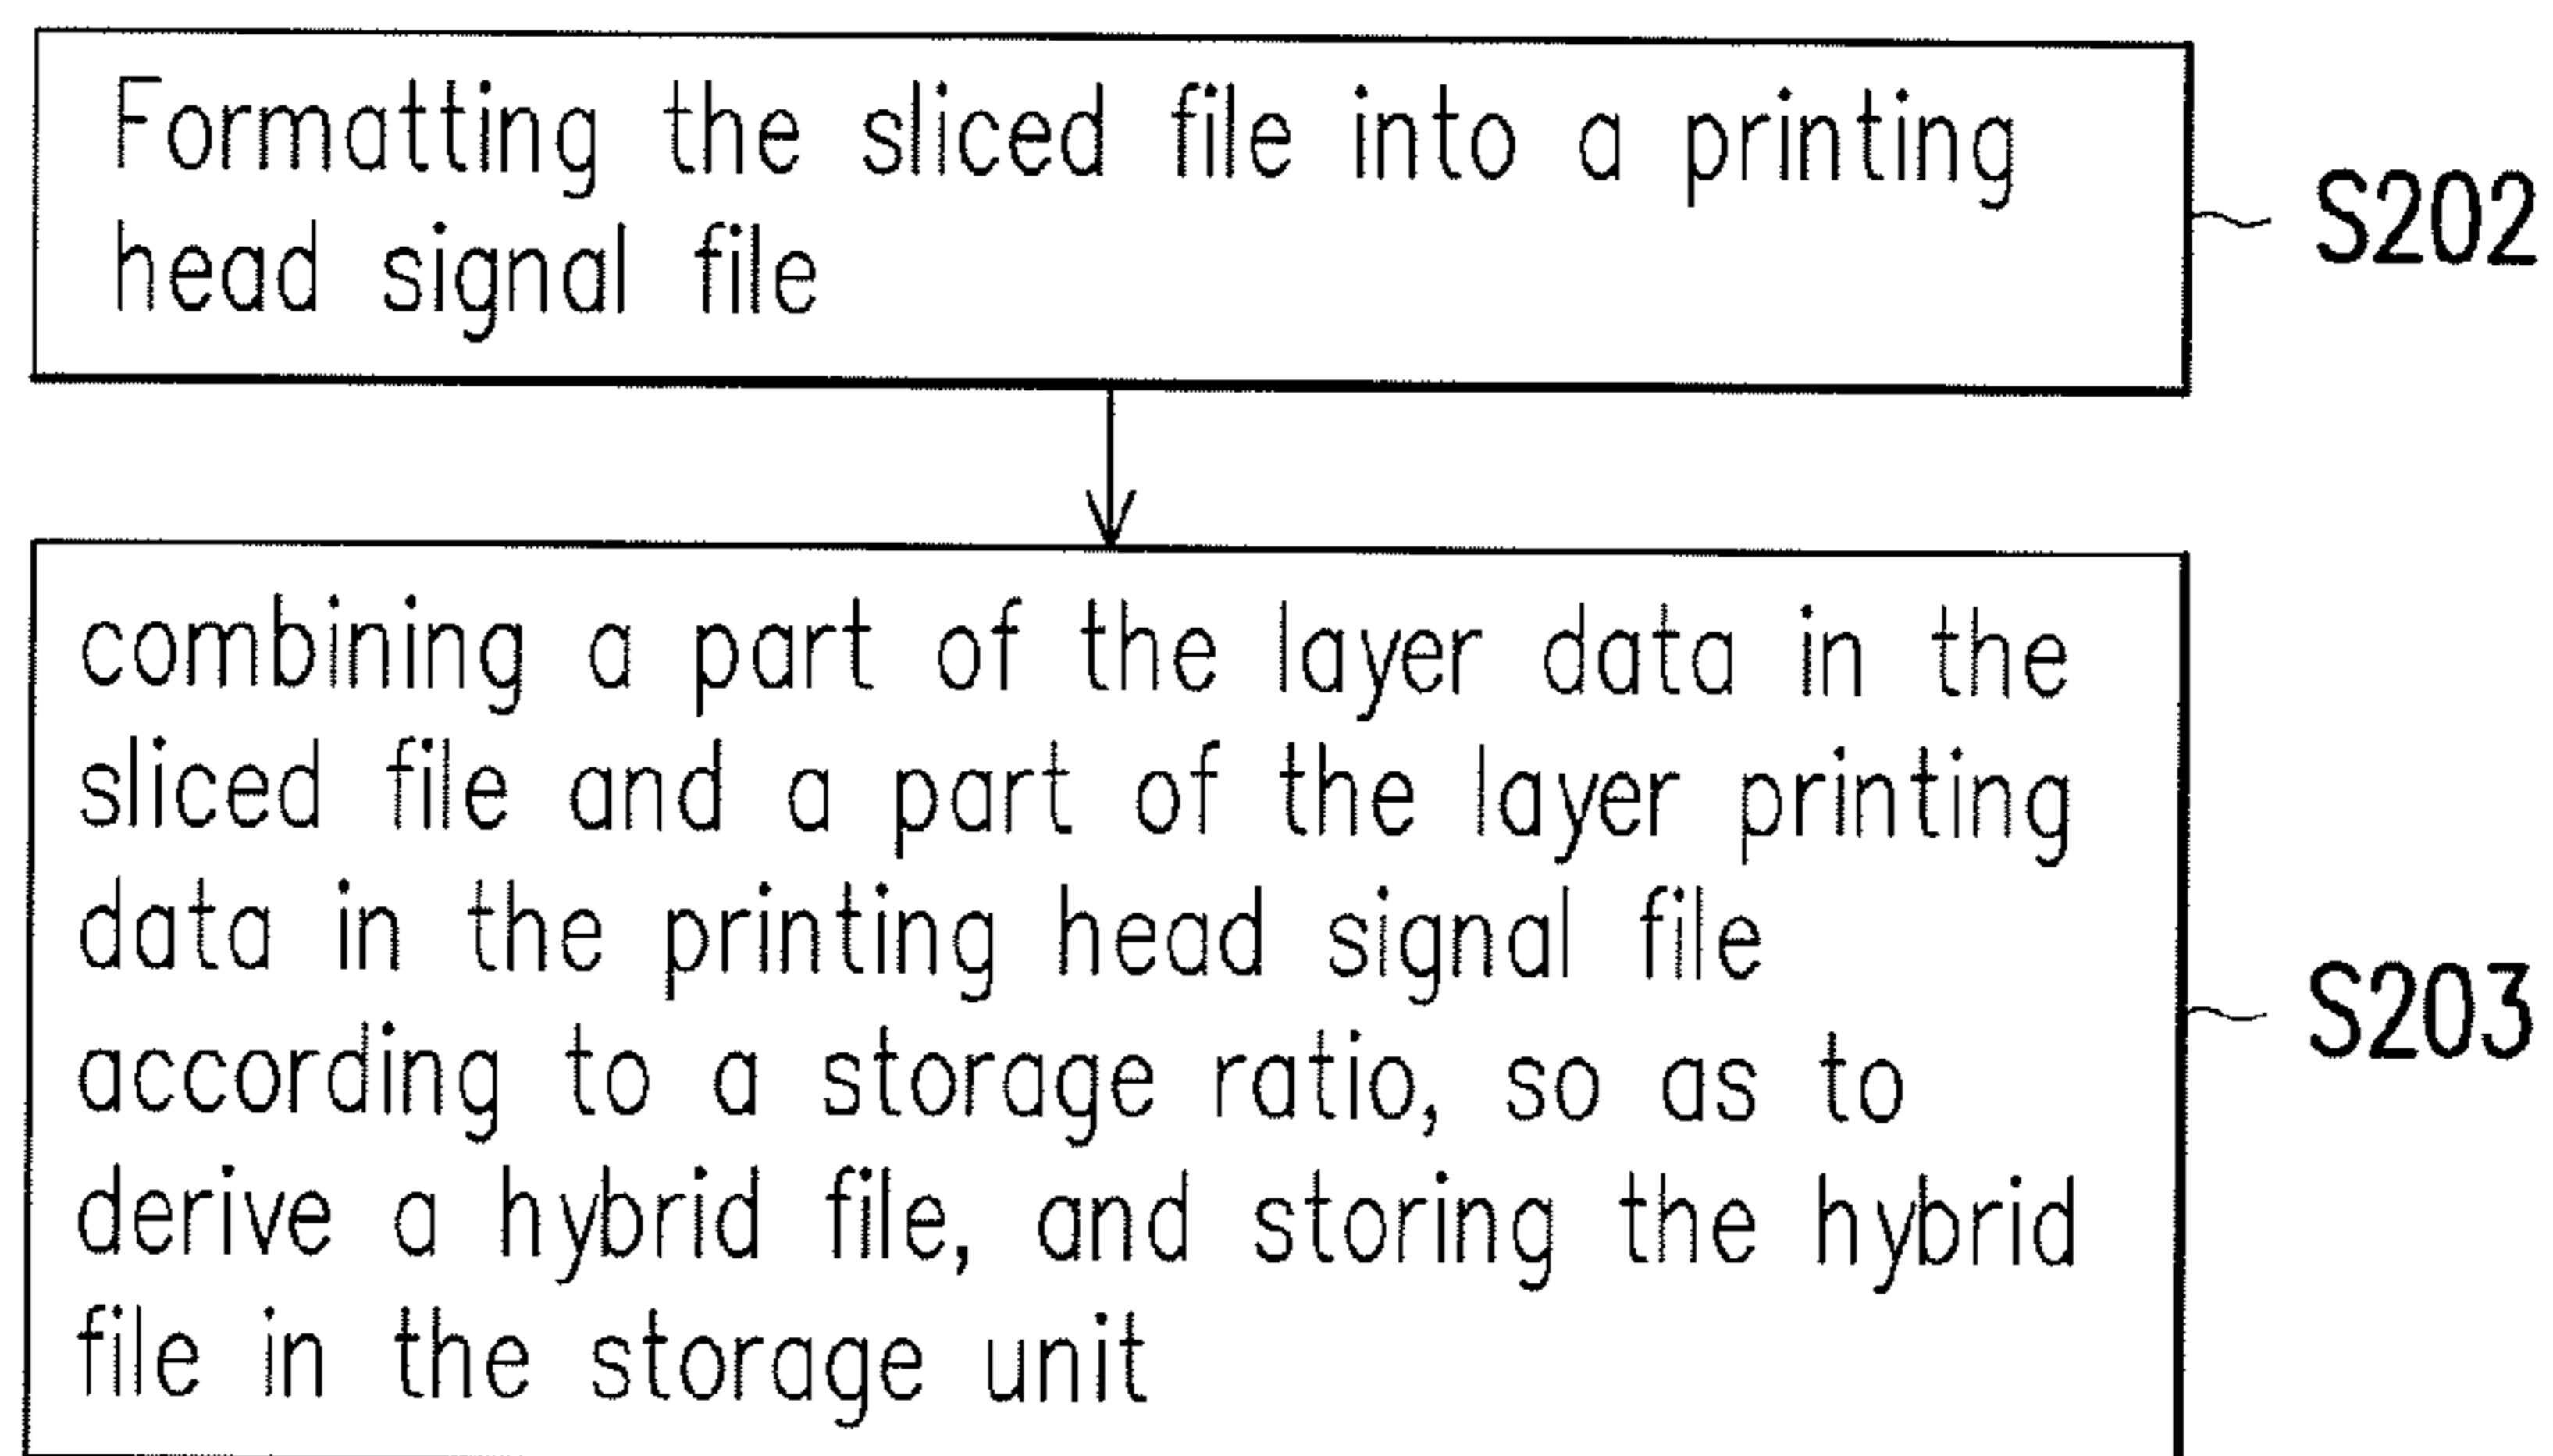 Formatting the sliced file into a printing
head signal file
S202
combining a part of the layer data in the
sliced file and a part of the layer printing
data in the printing head signal file
according to a storage ratio, so as to
derive a hybrid file, and storing the hybrid
file in the storage unit
S203